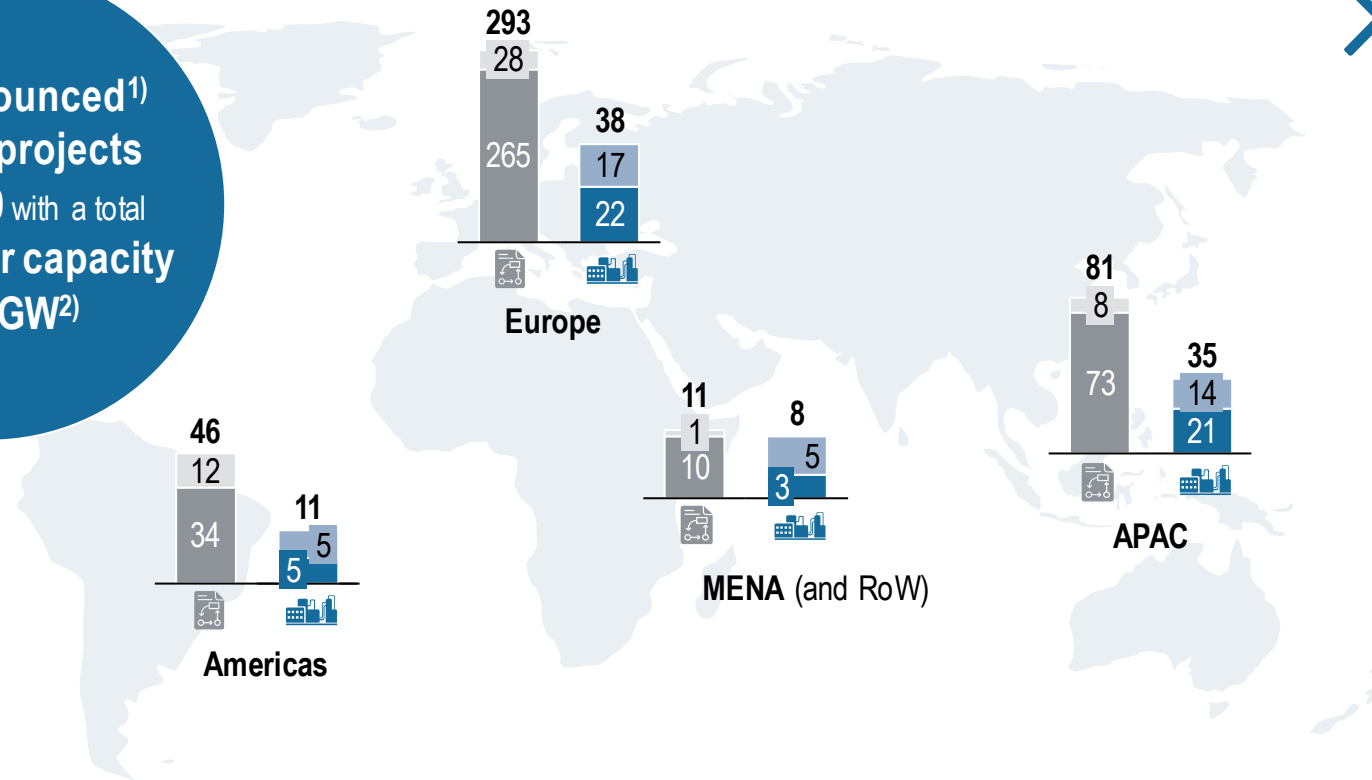 ounced1)
projects
with a total
r capacity
GW2)
293
28
265
38
17
22
Europe
81
8
73
35
14
21
APAC
11
1
10
8
5
3
MENA (and RoW)
46
12
34
11
5
5
Americas